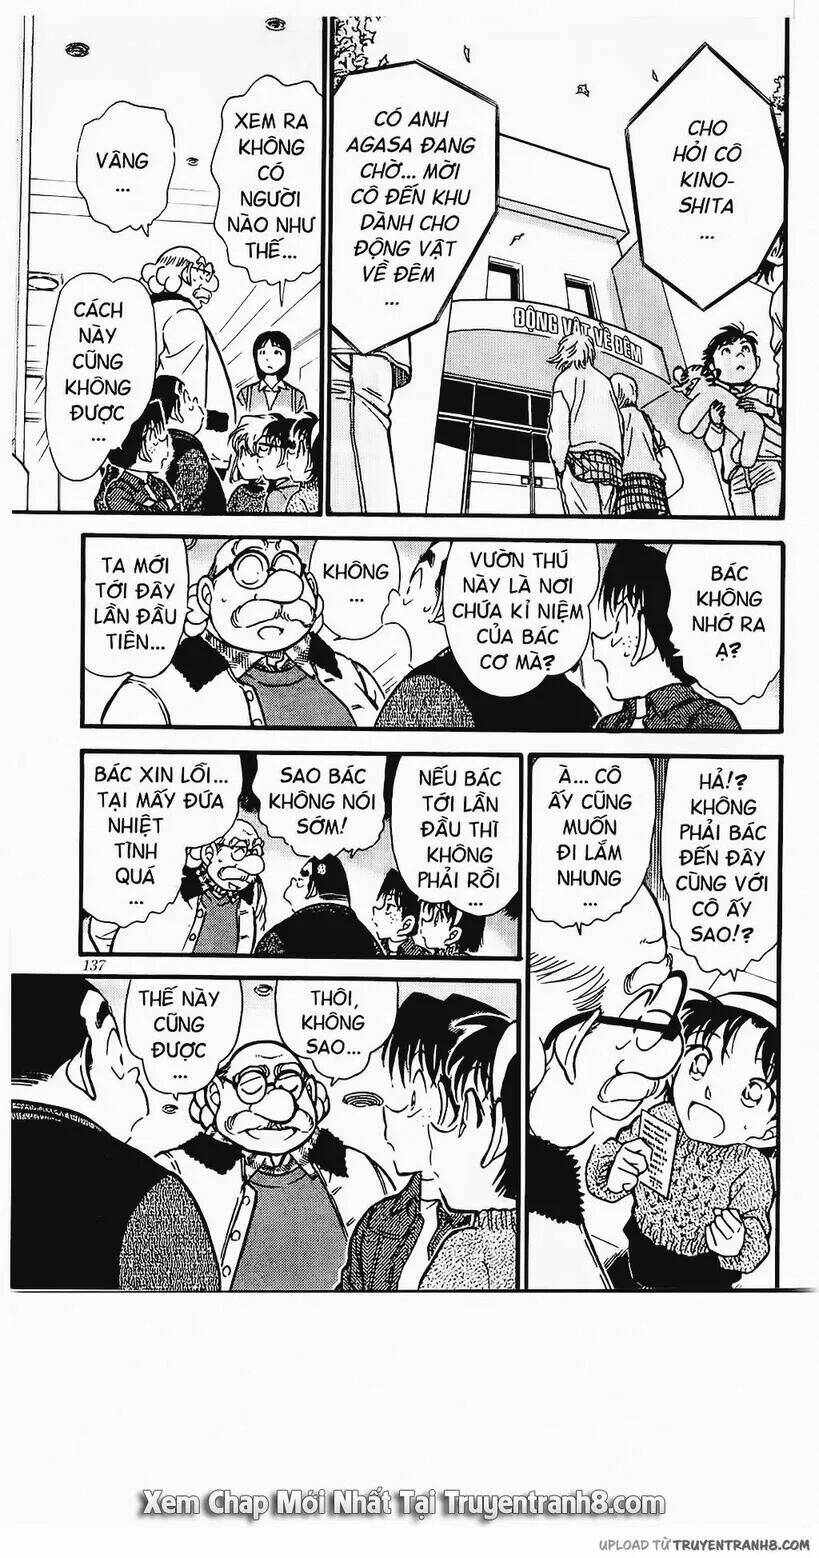 CHO
HỎI CÔ
KINO-
SHITA
...
CÓ ANH
AGASA ĐANG
CHỜ... MỜI
CÔ ĐẾN KHU
DÀNH CHO
ĐỘNG VẬT
VỀ ĐÊM
...
ĐỘNG VẬT VỀ ĐÊM
XEM RA
KHÔNG
CÓ
NGƯỜI
NÀO NHƯ
THẾ...
VÂNG
...
CÁCH
NÀY
CŨNG
KHÔNG
ĐƯỢC
...
BÁC
KHÔNG
NHỚ RA
Ạ?
VƯỜN THÚ
NÀY LÀ NƠI
CHỨA KỈ NIỆM
CỦA BÁC
CƠ MÀ?
KHÔNG
...
TA MỚI
TỚI ĐÂY
LẦN ĐẦU
TIÊN...
HẢ!?
KHÔNG
PHẢI BÁC
ĐẾN ĐÂY
CÙNG VỚI
CÔ ẤY
SAO!?
À... CÔ
ẤY CŨNG
MUỐN
ĐI LẮM
NHƯNG
...
NẾU BÁC
TỚI LẦN
ĐẦU THÌ
KHÔNG
PHẢI RỒI
...
SAO BÁC
KHÔNG NÓI
SỚM!
BÁC XIN LỖI...
TẠI MẤY ĐỨA
NHIỆT
TÌNH
QUÁ
...
137
THÔI,
KHÔNG
SAO...
THẾ NÀY
CŨNG
ĐƯỢC
...
Xem Chap Mới Nhất Tại Truyentranh8.com
UPLOAD TỪ TRUYENTRANH8.COM